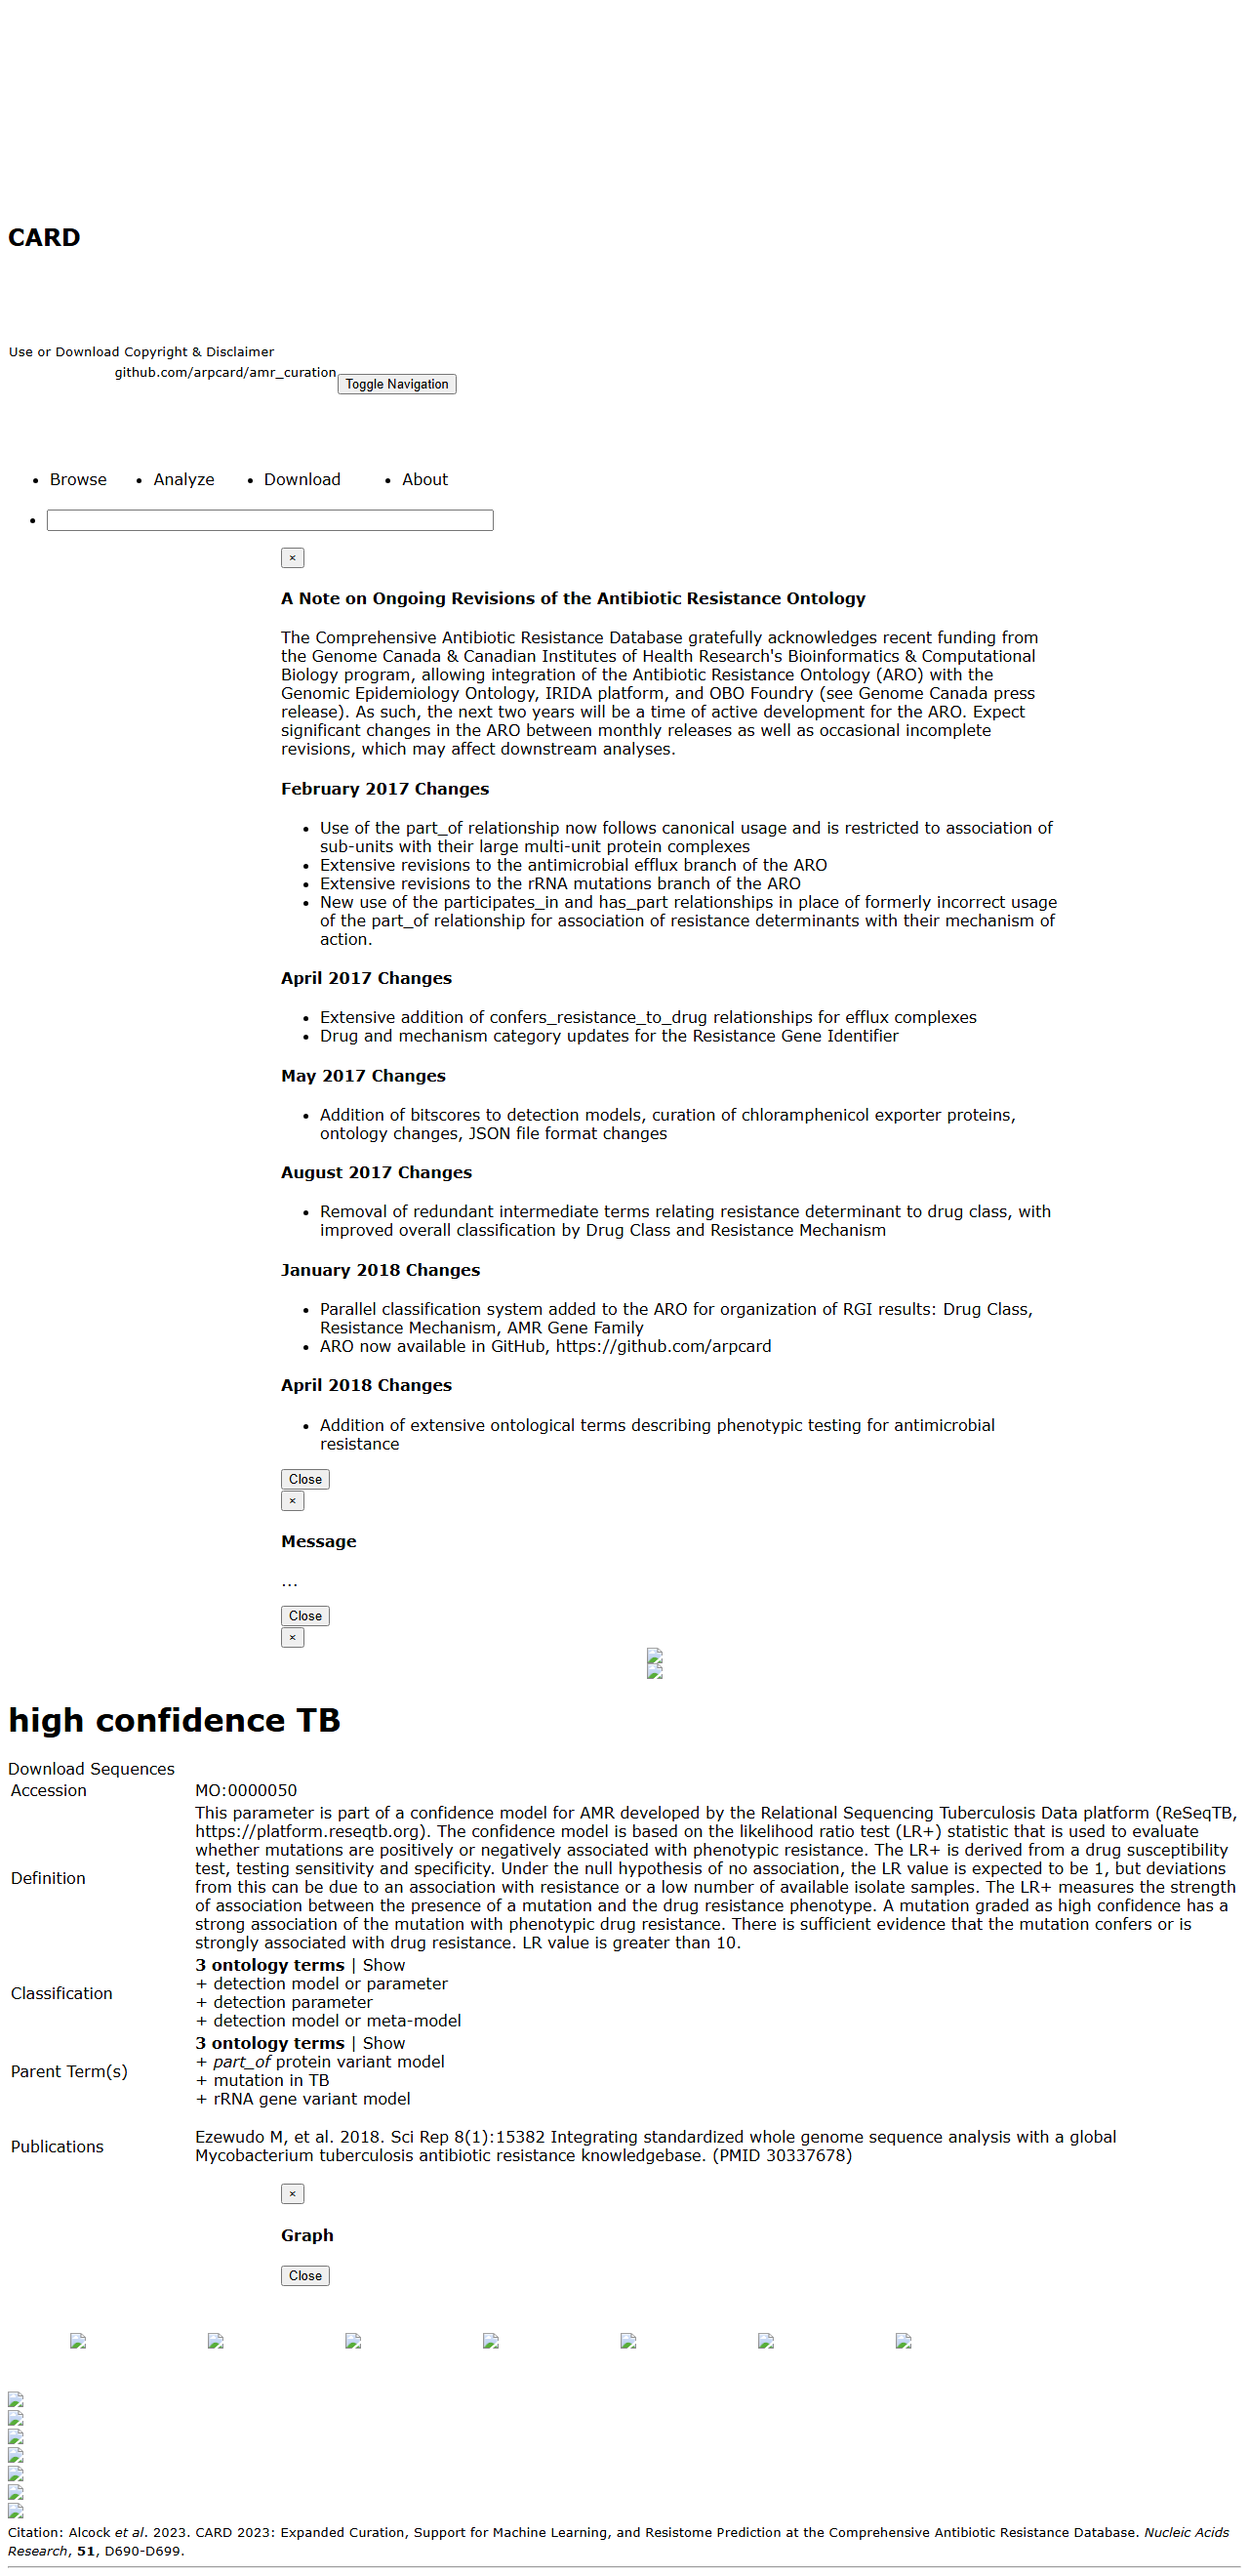 CARD
Use or Download Copyright & Disclaimer
github.com/arpcard/amr_curation Toggle Navigation
• Browse • Analyze • Download • About
•
×
A Note on Ongoing Revisions of the Antibiotic Resistance Ontology
The Comprehensive Antibiotic Resistance Database gratefully acknowledges recent funding from
the Genome Canada & Canadian Institutes of Health Research's Bioinformatics & Computational
Biology program, allowing integration of the Antibiotic Resistance Ontology (ARO) with the
Genomic Epidemiology Ontology, IRIDA platform, and OBO Foundry (see Genome Canada press
release). As such, the next two years will be a time of active development for the ARO. Expect
significant changes in the ARO between monthly releases as well as occasional incomplete
revisions, which may affect downstream analyses.
February 2017 Changes
• Use of the part_of relationship now follows canonical usage and is restricted to association of
sub-units with their large multi-unit protein complexes
• Extensive revisions to the antimicrobial efflux branch of the ARO
• Extensive revisions to the rRNA mutations branch of the ARO
• New use of the participates_in and has_part relationships in place of formerly incorrect usage
of the part_of relationship for association of resistance determinants with their mechanism of
action.
April 2017 Changes
• Extensive addition of confers_resistance_to_drug relationships for efflux complexes
• Drug and mechanism category updates for the Resistance Gene Identifier
May 2017 Changes
• Addition of bitscores to detection models, curation of chloramphenicol exporter proteins,
ontology changes, JSON file format changes
August 2017 Changes
• Removal of redundant intermediate terms relating resistance determinant to drug class, with
improved overall classification by Drug Class and Resistance Mechanism
January 2018 Changes
• Parallel classification system added to the ARO for organization of RGI results: Drug Class,
Resistance Mechanism, AMR Gene Family
• ARO now available in GitHub, https://github.com/arpcard
April 2018 Changes
• Addition of extensive ontological terms describing phenotypic testing for antimicrobial
resistance
Close
×
Message
...
Close
×
high confidence TB
Download Sequences
Accession MO:0000050
Definition This parameter is part of a confidence model for AMR developed by the Relational Sequencing Tuberculosis Data platform (ReSeqTB,
https://platform.reseqtb.org). The confidence model is based on the likelihood ratio test (LR+) statistic that is used to evaluate
whether mutations are positively or negatively associated with phenotypic resistance. The LR+ is derived from a drug susceptibility
test, testing sensitivity and specificity. Under the null hypothesis of no association, the LR value is expected to be 1, but deviations
from this can be due to an association with resistance or a low number of available isolate samples. The LR+ measures the strength
of association between the presence of a mutation and the drug resistance phenotype. A mutation graded as high confidence has a
strong association of the mutation with phenotypic drug resistance. There is sufficient evidence that the mutation confers or is
strongly associated with drug resistance. LR value is greater than 10.
Classification 3 ontology terms | Show
+ detection model or parameter
+ detection parameter
+ detection model or meta-model
Parent Term(s) 3 ontology terms | Show
+ part_of protein variant model
+ mutation in TB
+ rRNA gene variant model
Publications Ezewudo M, et al. 2018. Sci Rep 8(1):15382 Integrating standardized whole genome sequence analysis with a global
Mycobacterium tuberculosis antibiotic resistance knowledgebase. (PMID 30337678)
×
Graph
Close
Citation: Alcock et al. 2023. CARD 2023: Expanded Curation, Support for Machine Learning, and Resistome Prediction at the Comprehensive Antibiotic Resistance Database. Nucleic Acids
Research, 51, D690-D699.